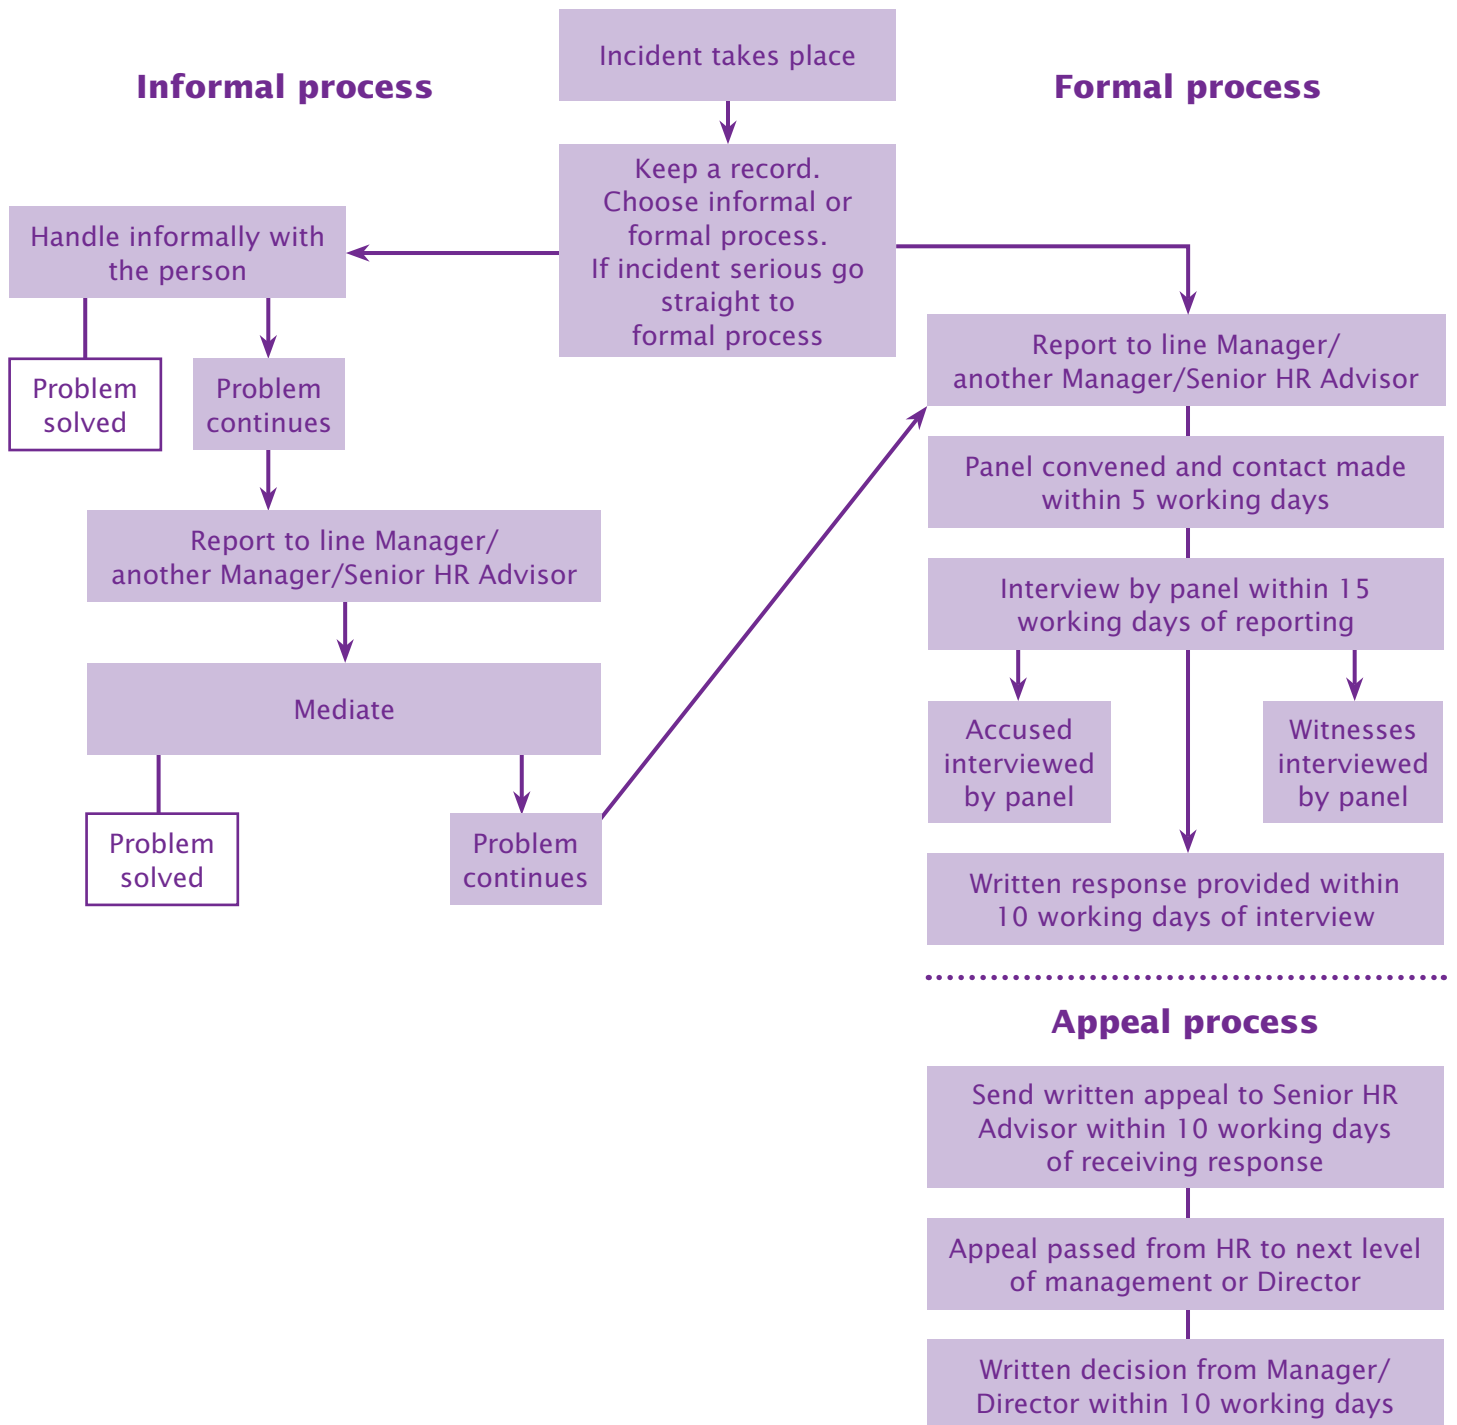 Incident takes place
Informal process
Formal process
Keep a record.
Choose informal or
formal process.
If incident serious go
straight to
formal process
Handle informally with
the person
Problem
solved
Problem
continues
Report to line Manager/
another Manager/Senior HR Advisor
Mediate
Problem
solved
Problem
continues
Report to line Manager/
another Manager/Senior HR Advisor
Panel convened and contact made
within 5 working days
Interview by panel within 15
working days of reporting
Accused
interviewed
by panel
Witnesses
interviewed
by panel
Written response provided within
10 working days of interview
Appeal process
Send written appeal to Senior HR
Advisor within 10 working days
of receiving response
Appeal passed from HR to next level
of management or Director
Written decision from Manager/
Director within 10 working days